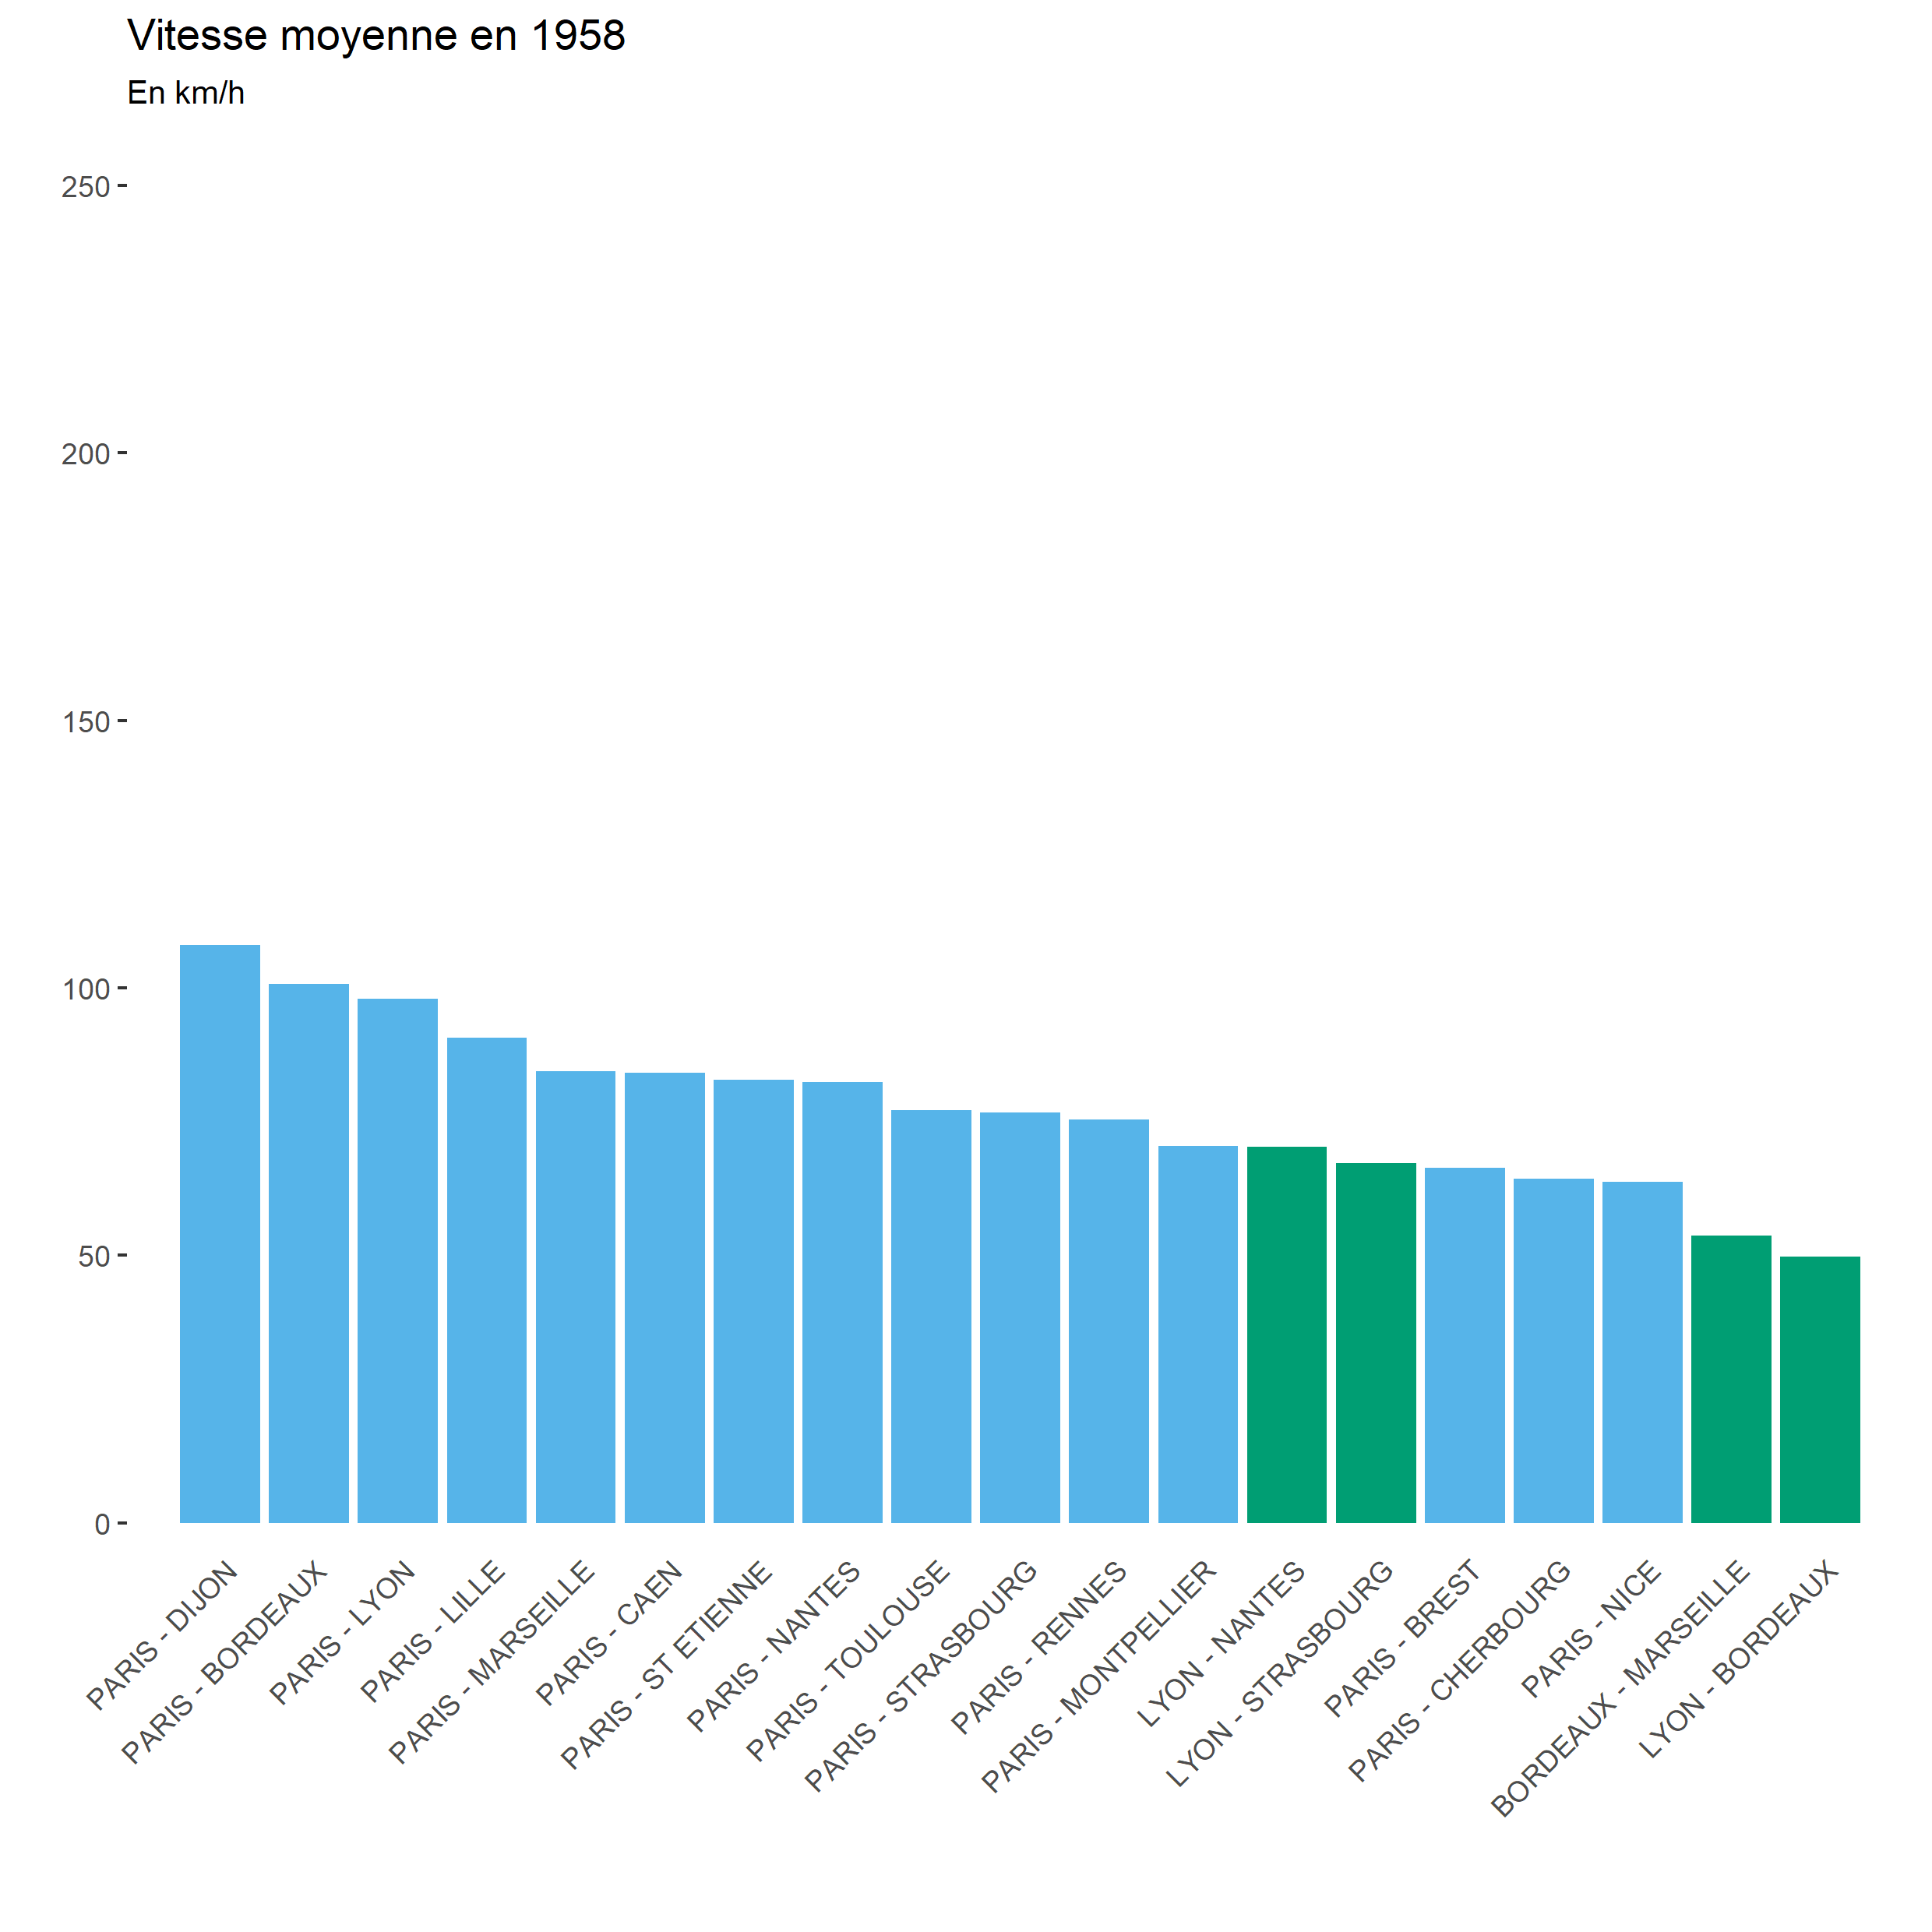 Vitesse moyenne en 1958
En km/h
250
200
150
100
50
0
PARIS - DIJON
PARIS - BORDEAUX
PARIS - LYON
PARIS - LILLE
PARIS - MARSEILLE
PARIS - CAEN
PARIS - ST ETIENNE
PARIS - NANTES
PARIS - TOULOUSE
PARIS - STRASBOURG
PARIS - RENNES
PARIS - MONTPELLIER
LYON - NANTES
LYON - STRASBOURG
PARIS - BREST
PARIS - CHERBOURG
PARIS - NICE
BORDEAUX - MARSEILLE
LYON - BORDEAUX